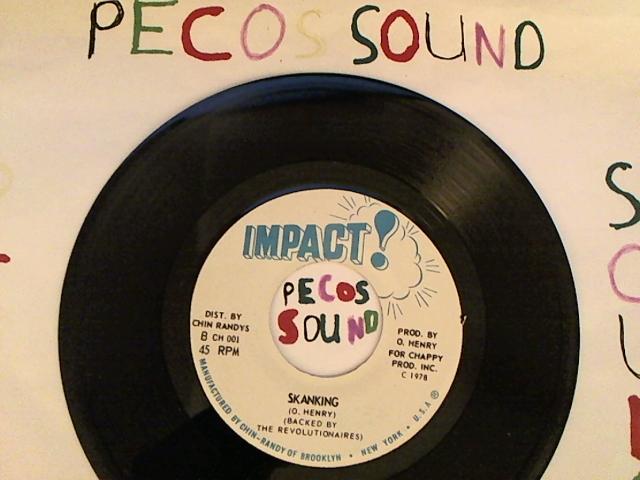 PECOS SOUND
IMPACT!
PECOS
SOUND
DIST. BY
CHIN RANDYS
B CH 001
45 RPM
PROD. BY
O. HENRY
FOR CHAPPY
PROD. INC.
C 1978
SKANKING
(O. HENRY)
(BACKED BY
THE REVOLUTIONAIRES)
MANUFACTURED BY CHIN-RANDY OF BROOKLYN • NEW YORK • U.S.A ®
S
O
U